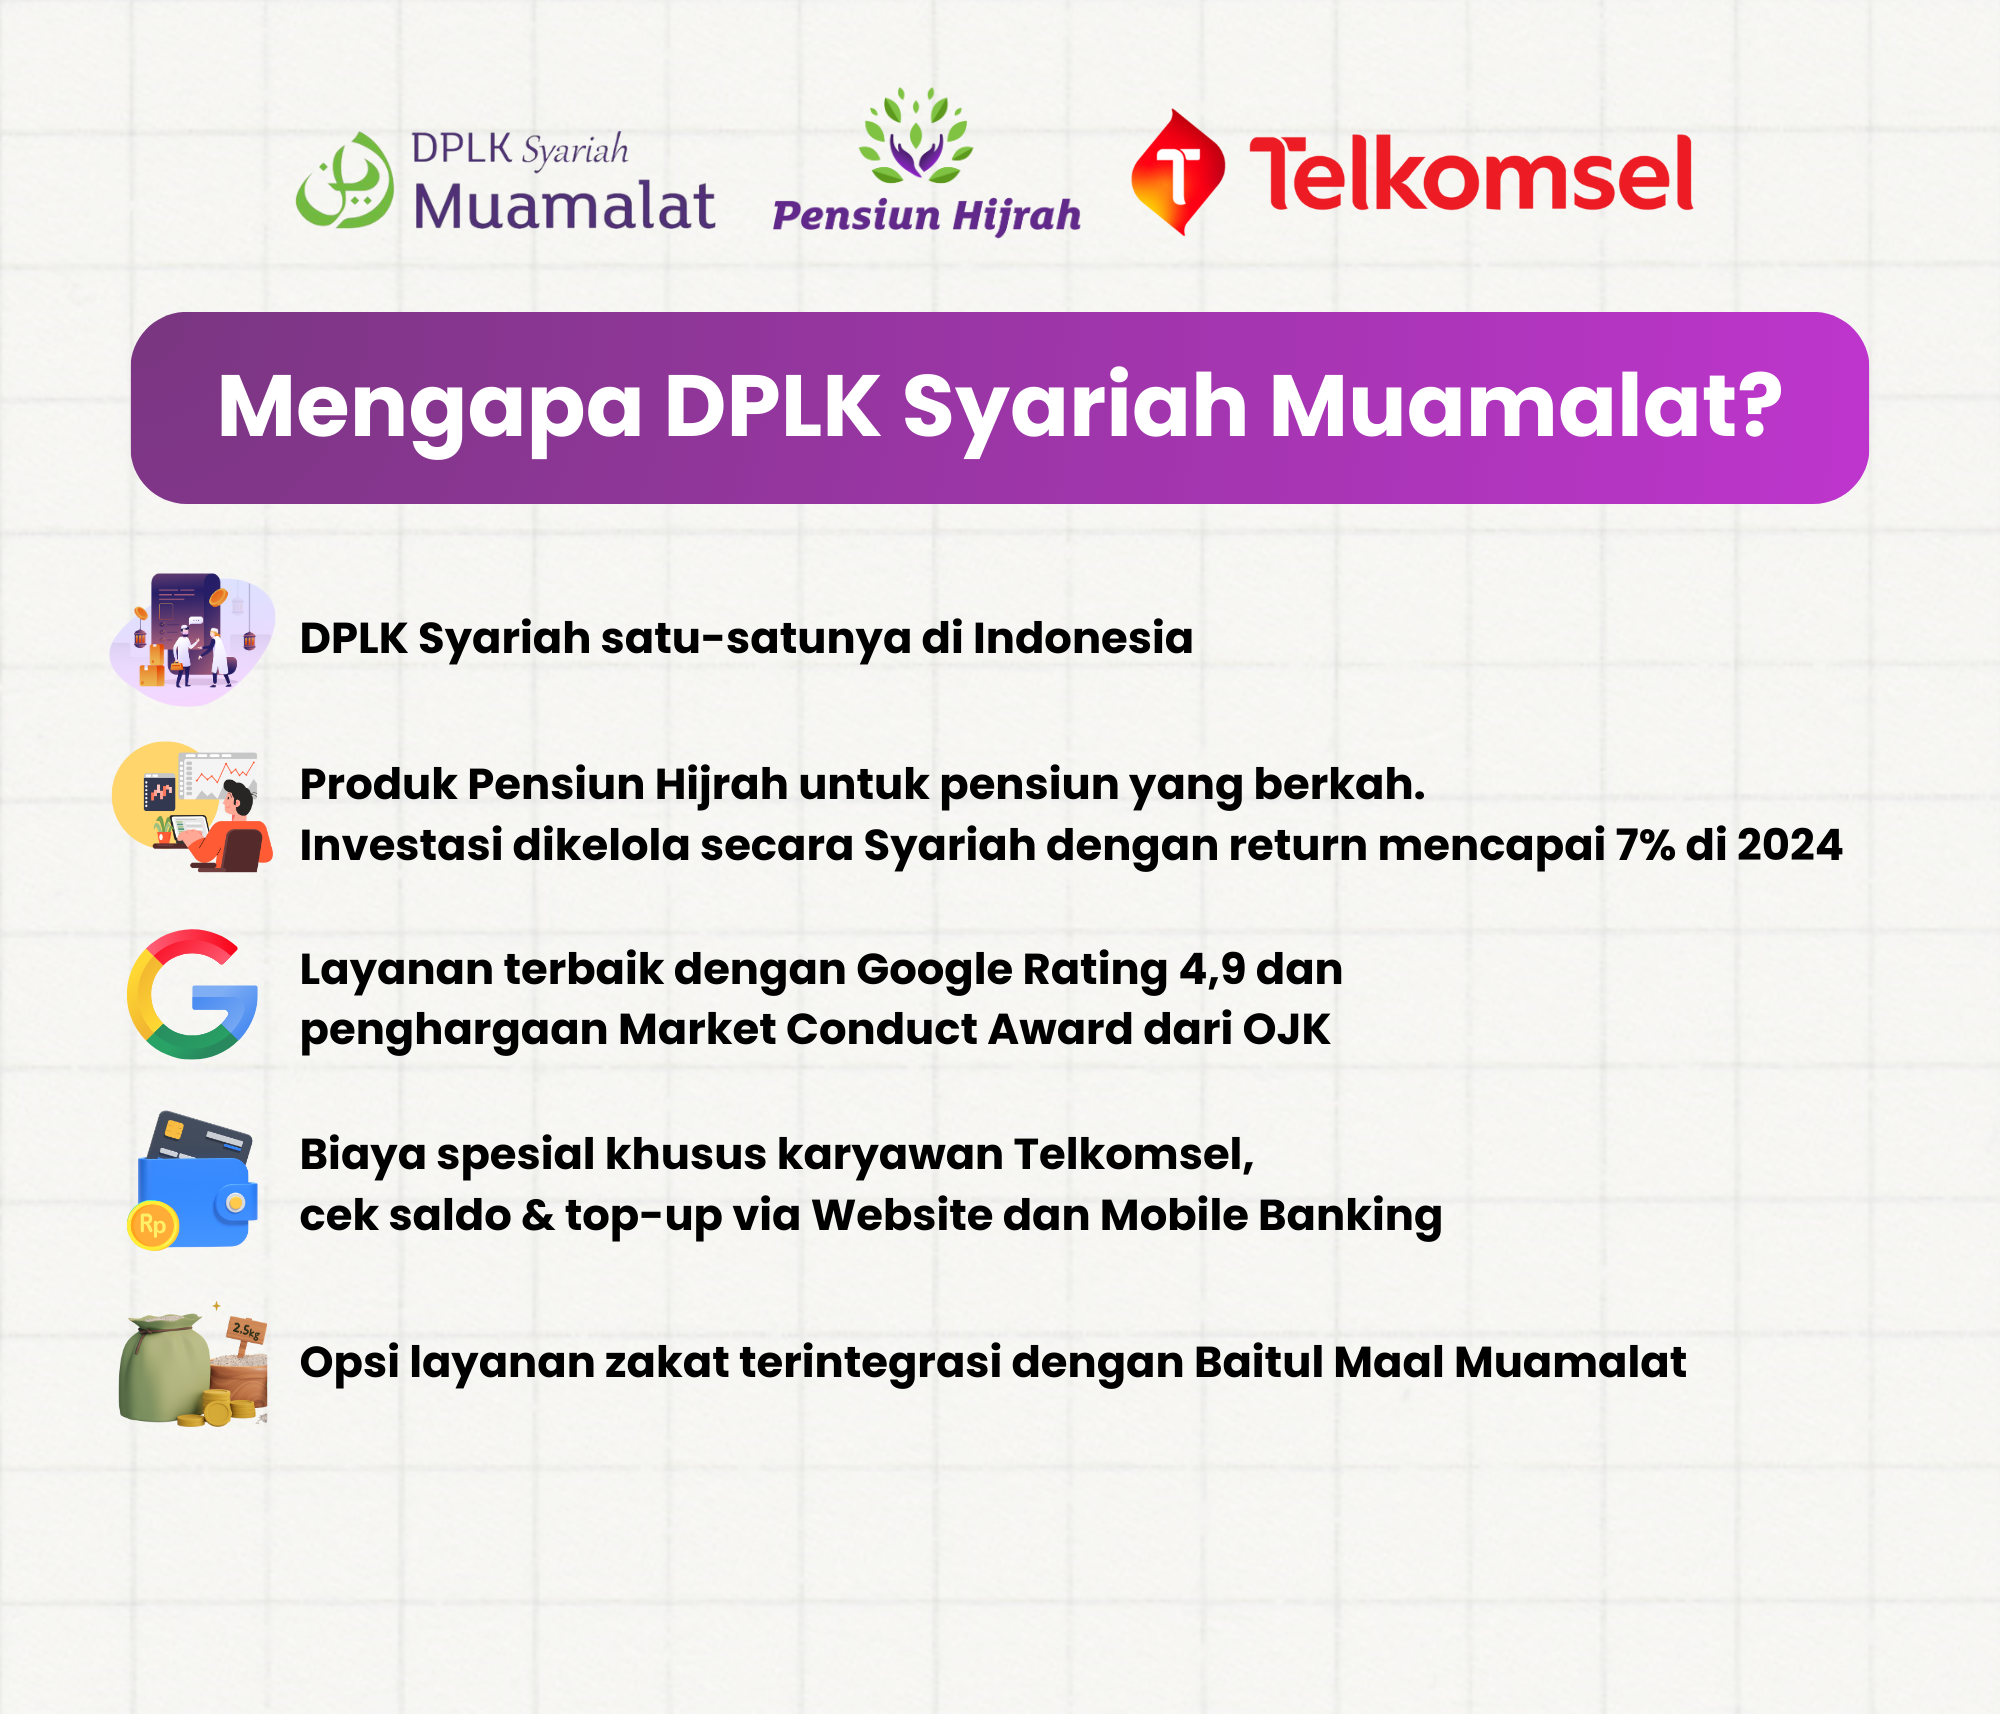 DPLK Syariah
Muamalat
Pensiun Hijrah
T Telkomsel
Mengapa DPLK Syariah Muamalat?
DPLK Syariah satu-satunya di Indonesia
Produk Pensiun Hijrah untuk pensiun yang berkah.
Investasi dikelola secara Syariah dengan return mencapai 7% di 2024
Layanan terbaik dengan Google Rating 4,9 dan
penghargaan Market Conduct Award dari OJK
G
Biaya spesial khusus karyawan Telkomsel,
cek saldo & top-up via Website dan Mobile Banking
Rp
2.5kg
Opsi layanan zakat terintegrasi dengan Baitul Maal Muamalat